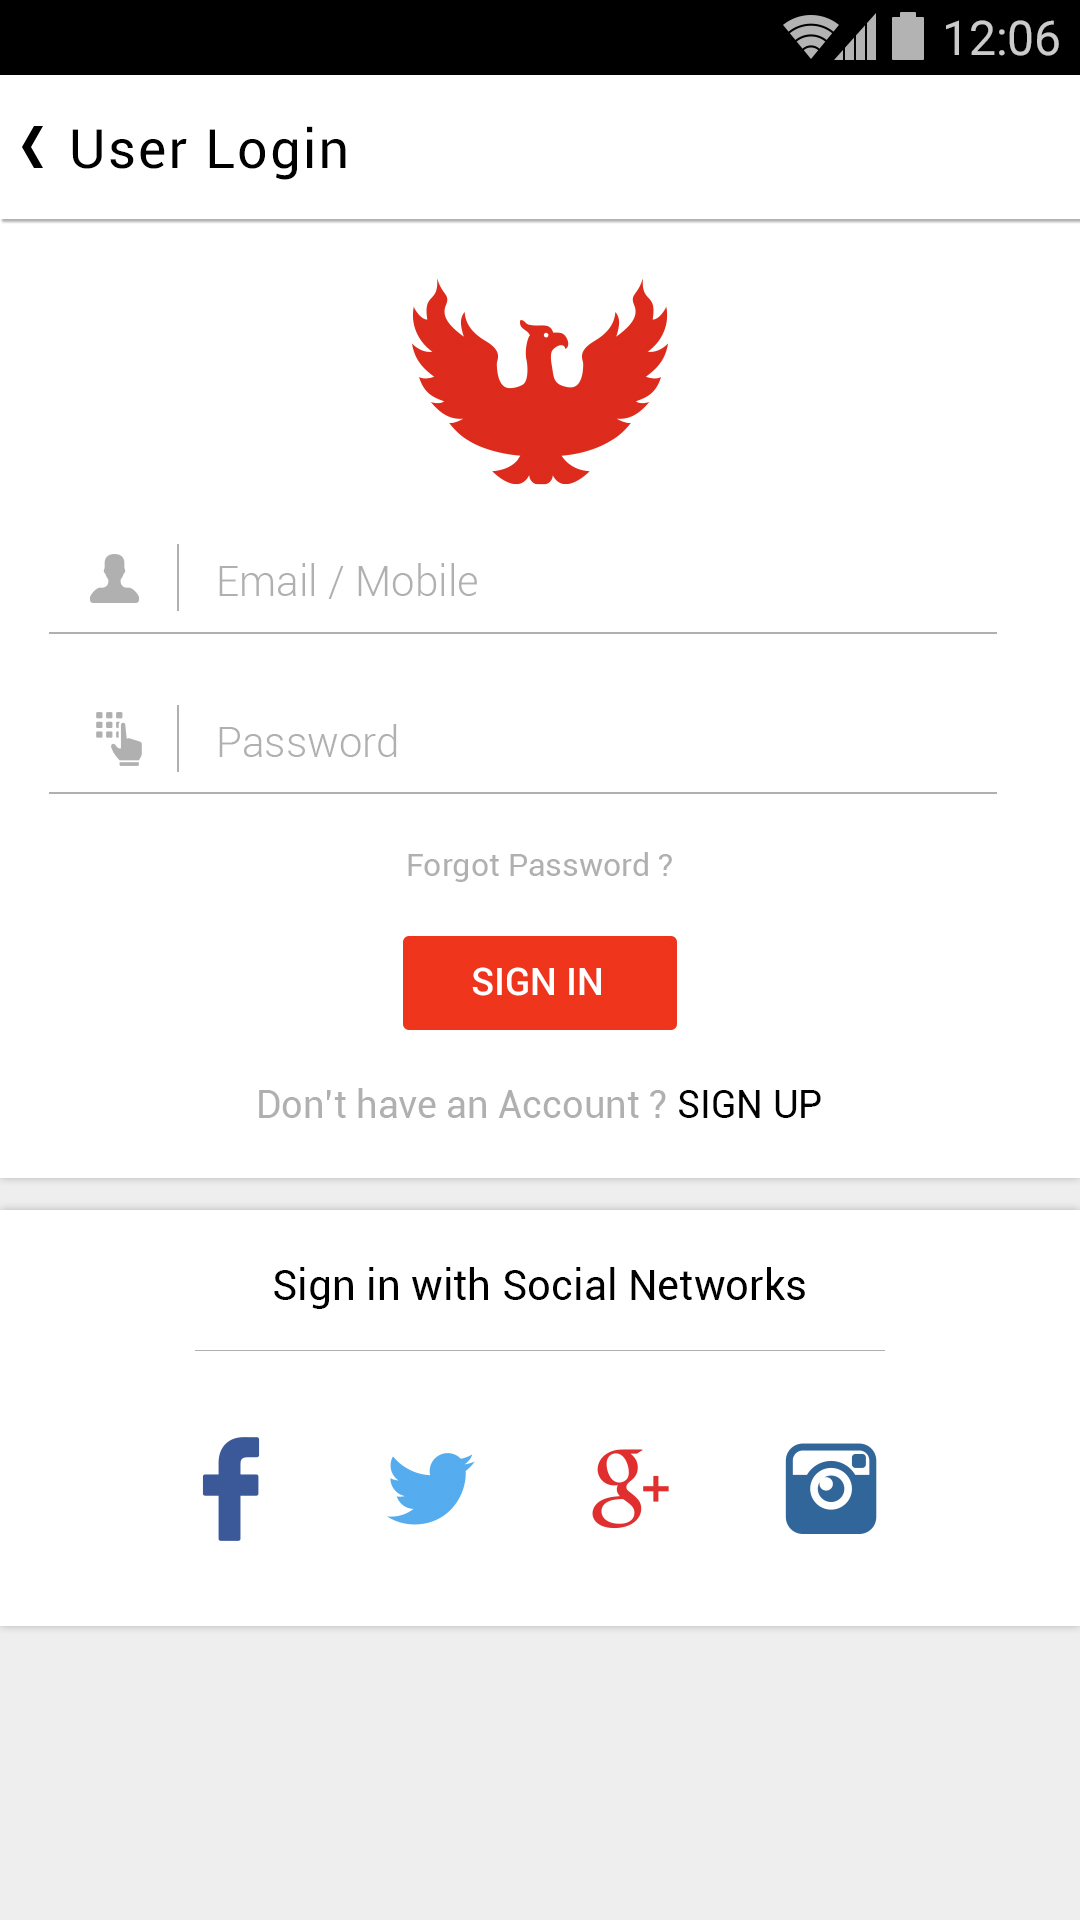 12:06
User Login
Email / Mobile
Password
Forgot Password ?
SIGN IN
Don't have an Account ? SIGN UP
Sign in with Social Networks
f
g+